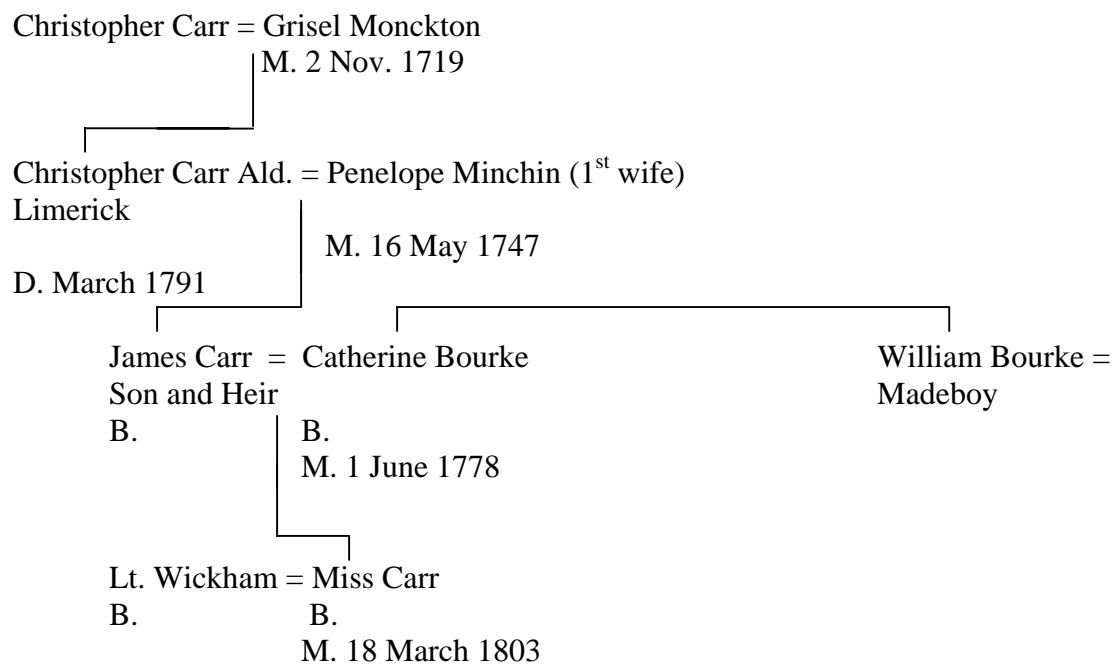 Christopher Carr = Grisel Monckton
M. 2 Nov. 1719
Christopher Carr Ald. = Penelope Minchin (1st wife)
Limerick
M. 16 May 1747
D. March 1791
James Carr = Catherine Bourke
William Bourke =
Son and Heir
Madeboy
B. B.
M. 1 June 1778
Lt. Wickham = Miss Carr
B. B.
M. 18 March 1803